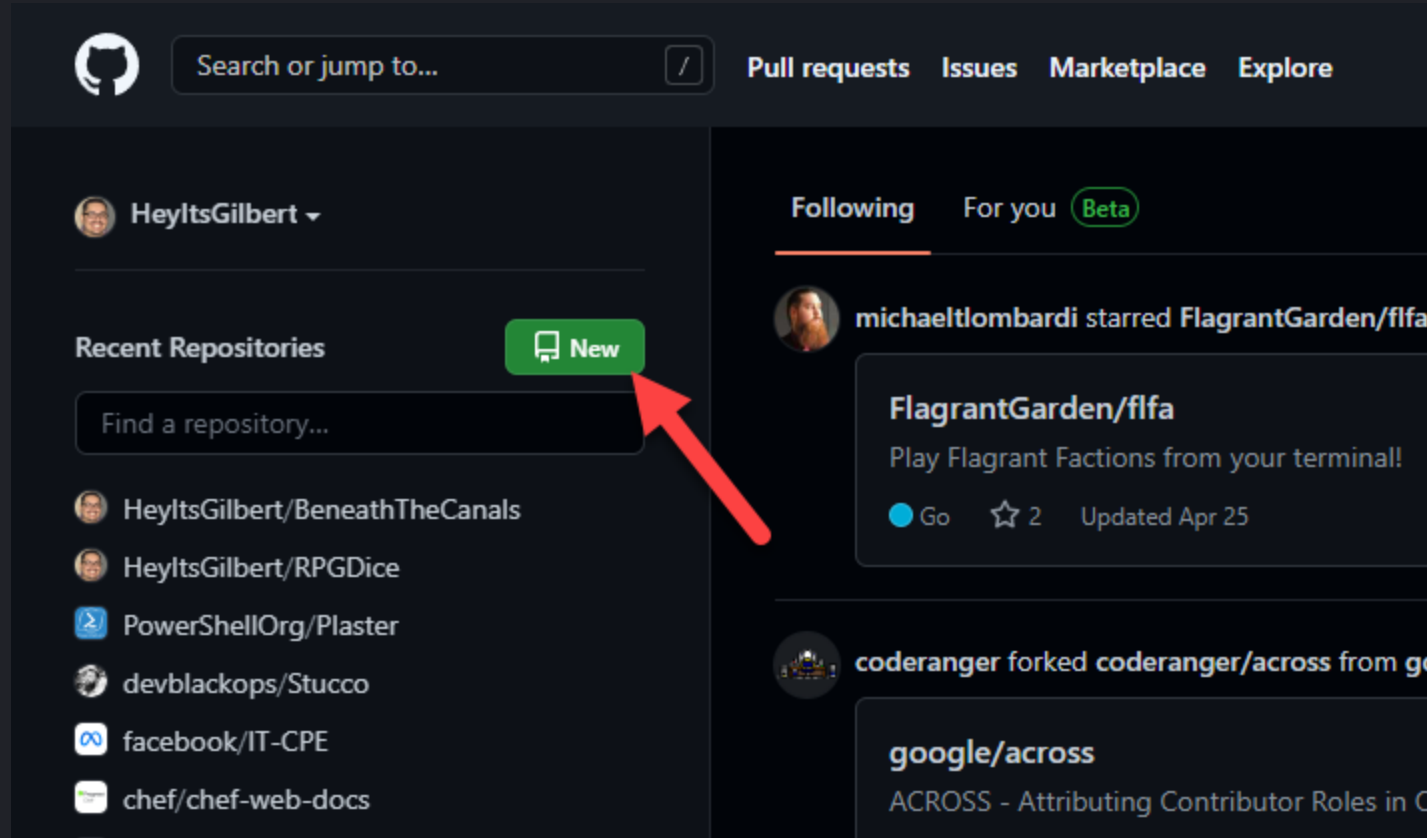 Search or jump to... /
Pull requests Issues Marketplace Explore
HeyItsGilbert
Recent Repositories
New
Find a repository...
HeyItsGilbert/BeneathTheCanals
HeyItsGilbert/RPGDice
PowerShellOrg/Plaster
devblackops/Stucco
facebook/IT-CPE
chef/chef-web-docs
Following For you Beta
michaeltlombardi starred FlagrantGarden/flfa
FlagrantGarden/flfa
Play Flagrant Factions from your terminal!
Go 2 Updated Apr 25
coderanger forked coderanger/across from
google/across
ACROSS - Attributing Contributor Roles in